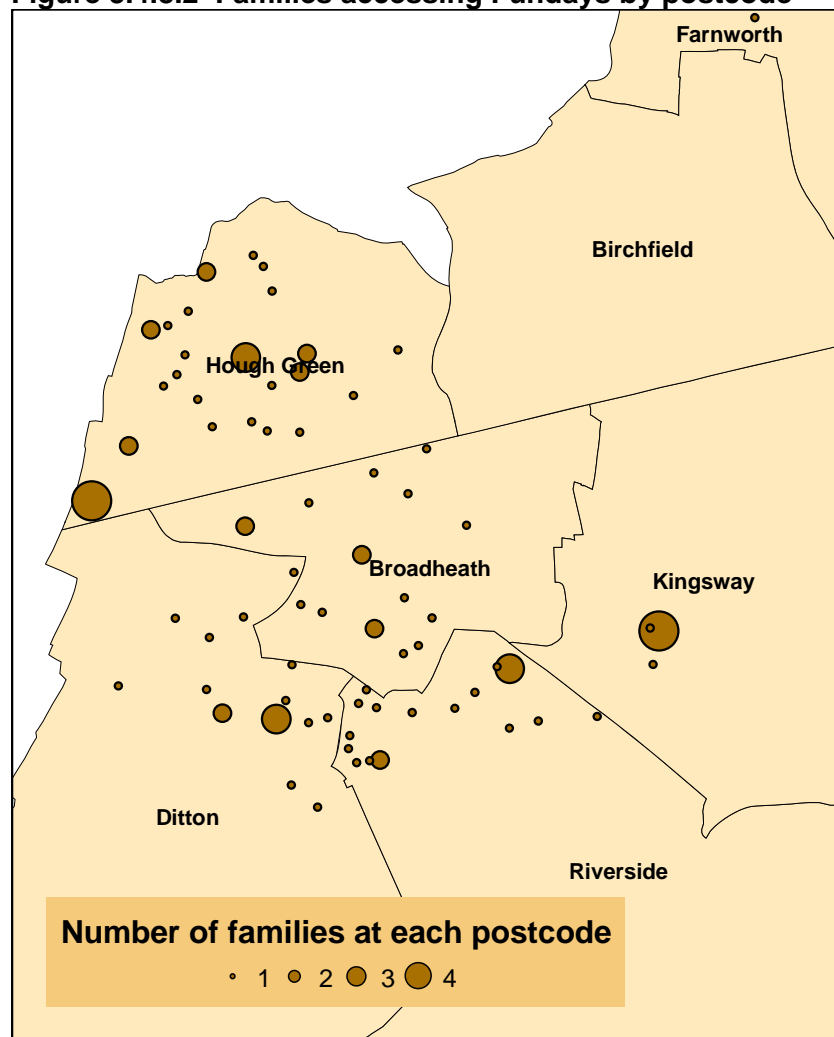 Farnworth
Birchfield
Hough Green
Broadheath
Kingsway
Ditton
Riverside
Number of families at each postcode
1 2 3 4